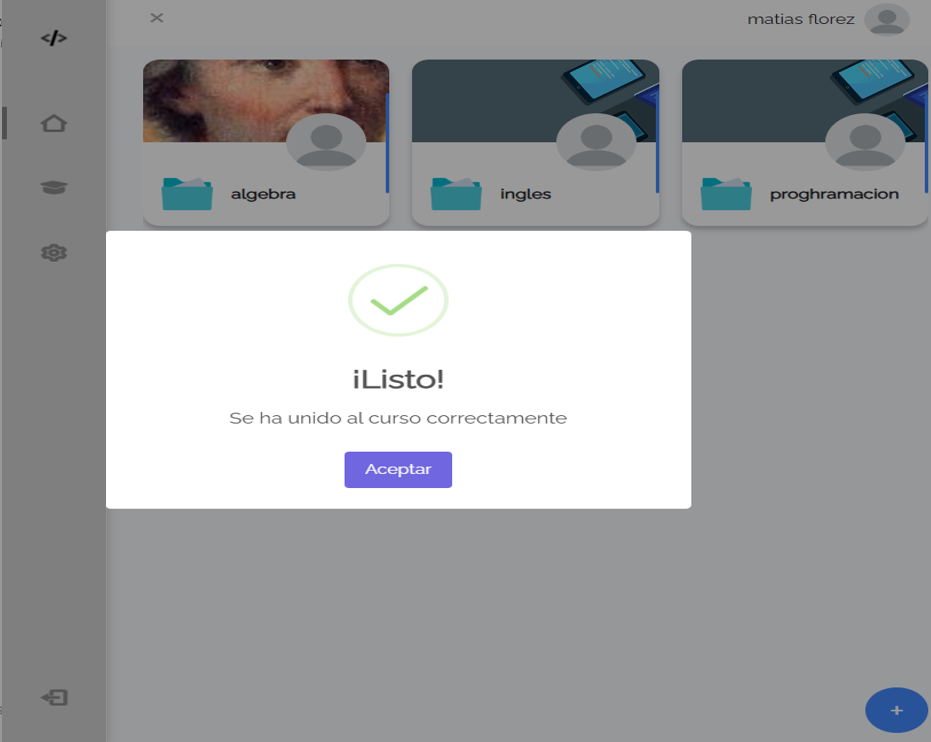 matias florez
algebra
ingles
proghramacion
¡Listo!
Se ha unido al curso correctamente
Aceptar